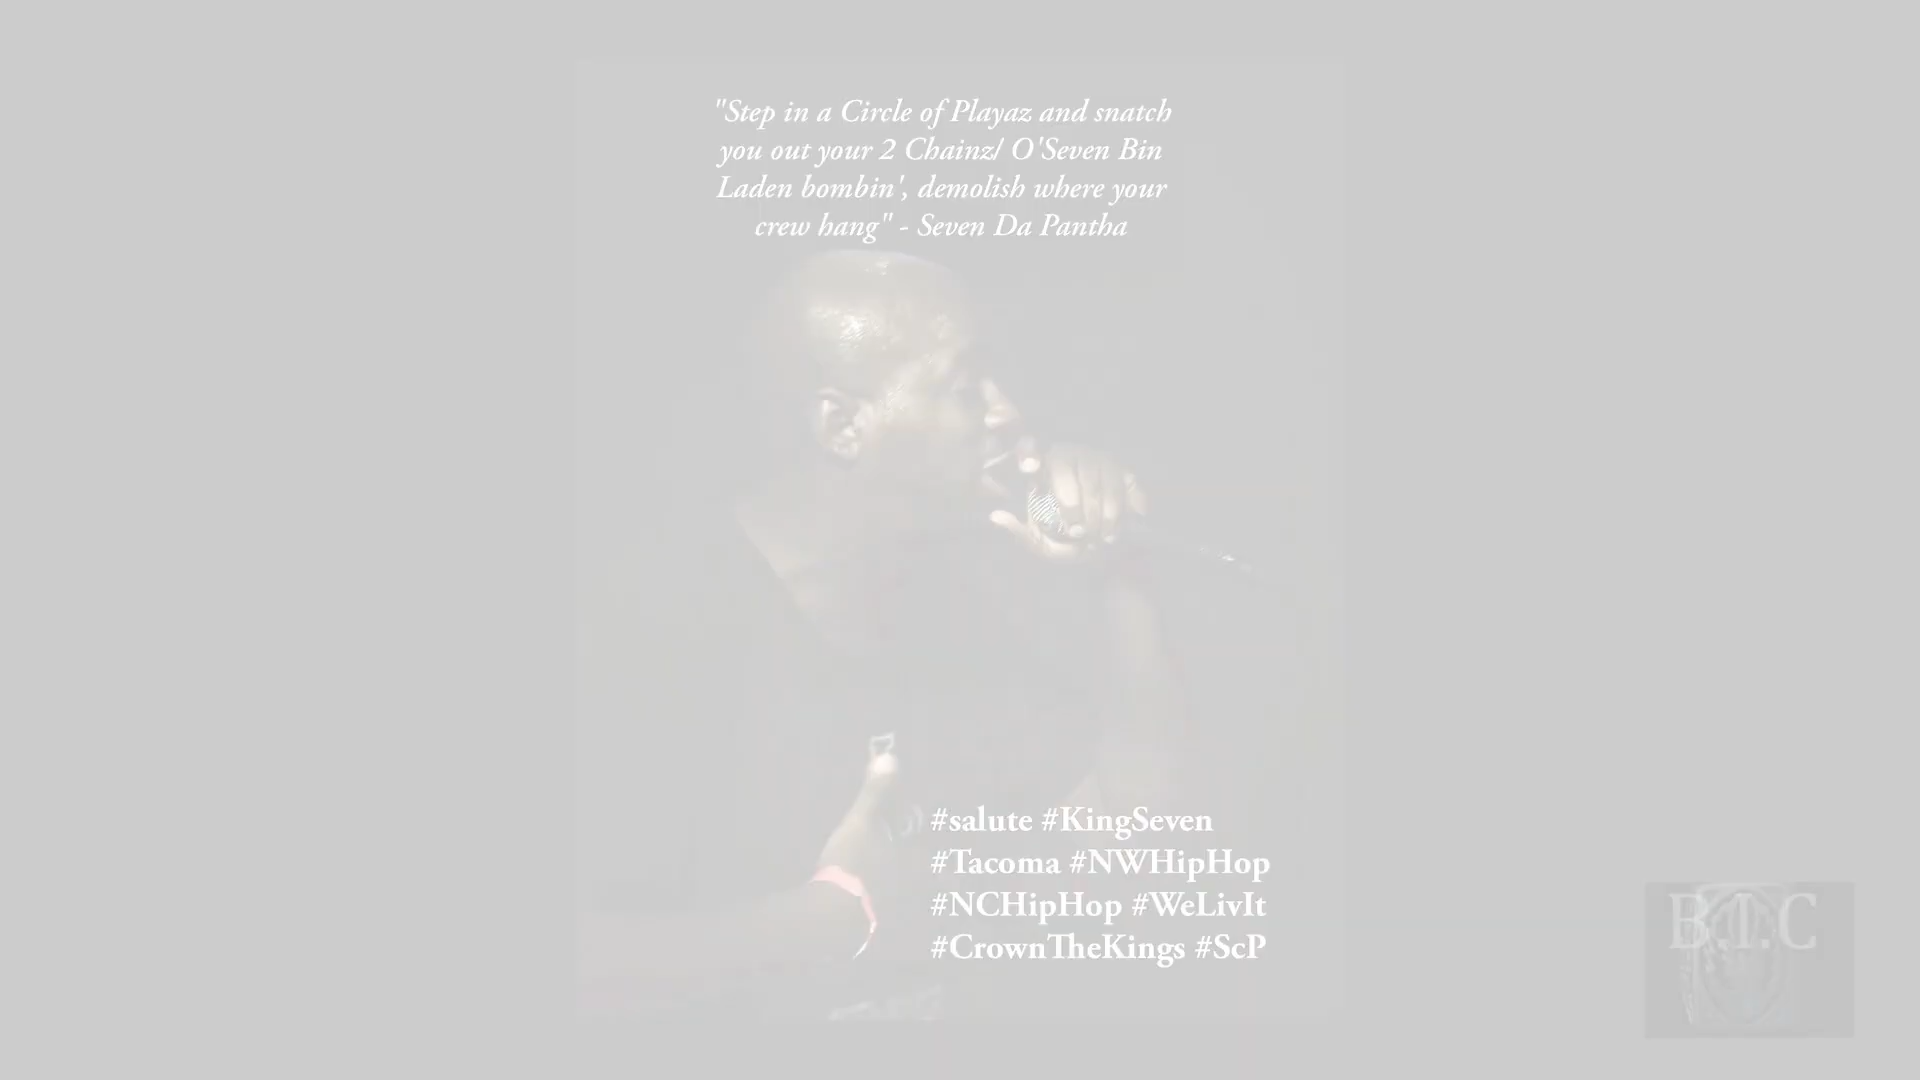 "Step in a Circle of Playaz and snatch
you out your 2 Chainz/ O'Seven Bin
Laden bombin', demolish where your
crew hang" - Seven Da Pantha
#salute #KingSeven
#Tacoma #NWHipHop
#NCHipHop #WeLivIt
#CrownTheKings #ScP
B.I.C